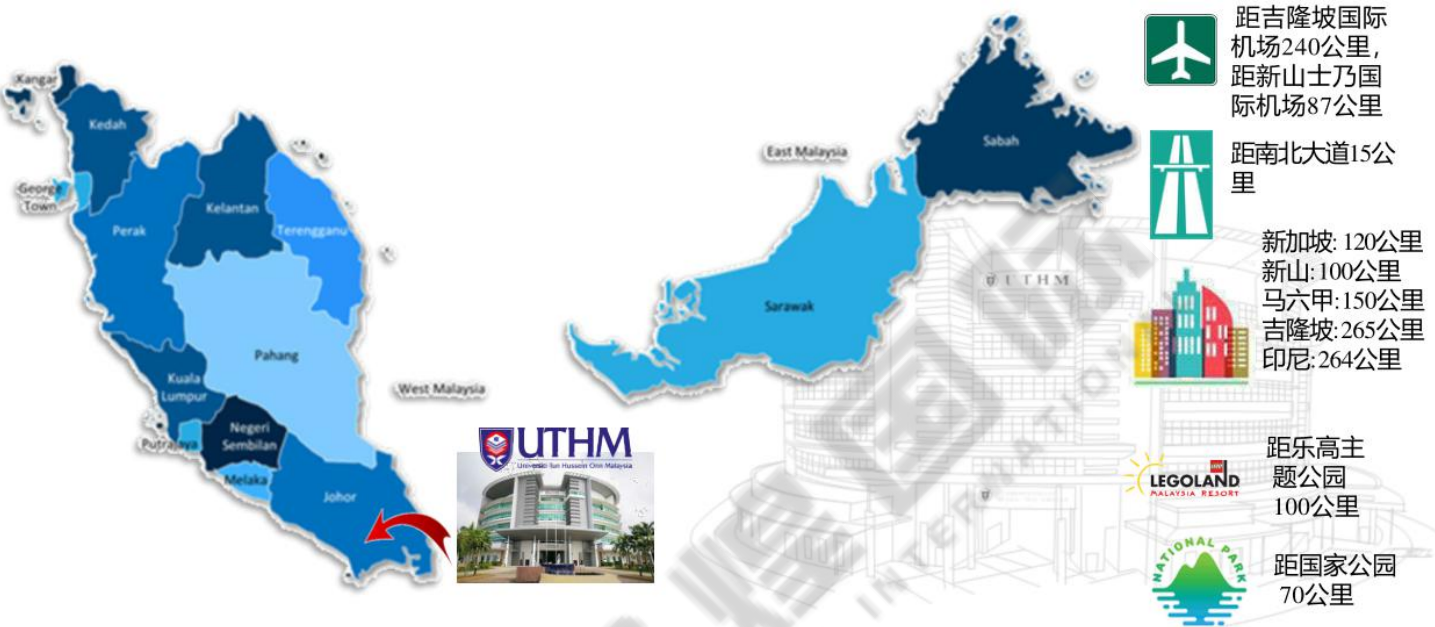 Kangar
Kedah
George
Town
Perak
Kelantan
Terengganu
Pahang
Kuala
Lumpur
Putrajaya
Negeri
Sembilan
Melaka
Johor
West Malaysia
East Malaysia
Sabah
Sarawak
UTHM
Universiti Tun Hussein Onn Malaysia
UTHM
国际
INTERNATIONAL
距吉隆坡国际
机场240公里,
距新山士乃国
际机场87公里
距南北大道15公
里
新加坡: 120公里
新山:100公里
马六甲:150公里
吉隆坡:265公里
印尼:264公里
LEGOLAND
MALAYSIA RESORT
距乐高主
题公园
100公里
NATIONAL PARK
距国家公园
70公里